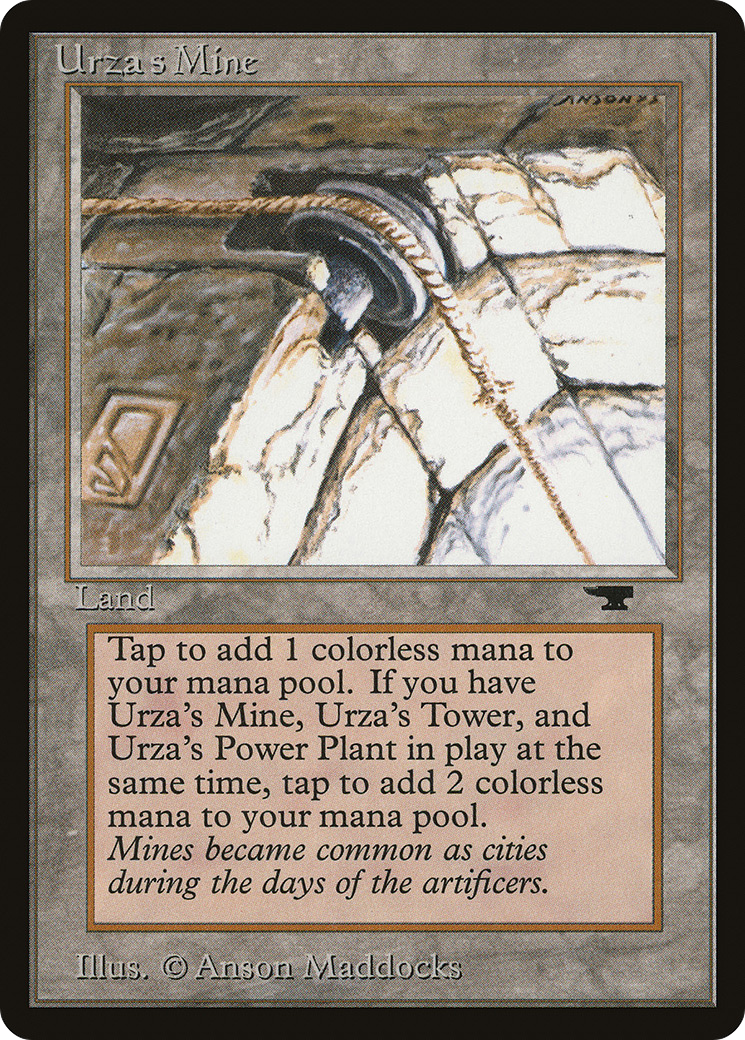 Urza's Mine
ANSON 93
Land
Tap to add 1 colorless mana to
your mana pool. If you have
Urza's Mine, Urza's Tower, and
Urza's Power Plant in play at the
same time, tap to add 2 colorless
mana to your mana pool.
Mines became common as cities
during the days of the artificers.
Illus. © Anson Maddocks